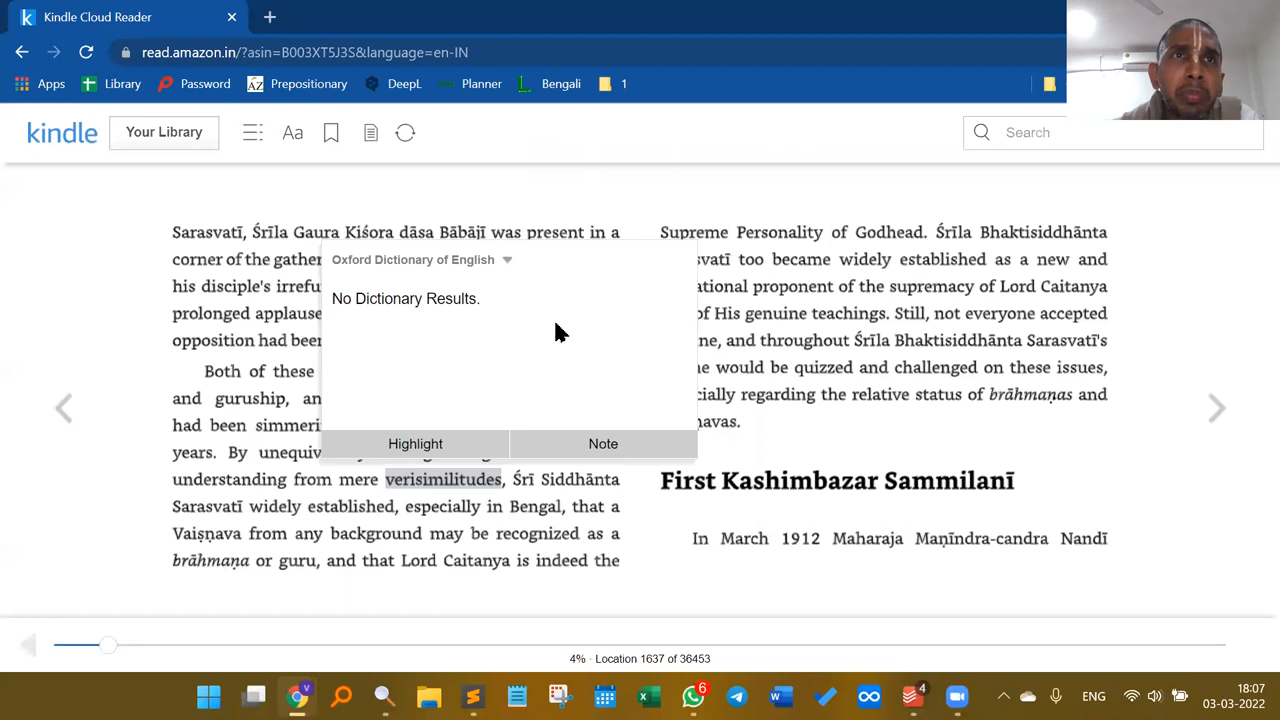 Kindle Cloud Reader
read.amazon.in/?asin=B003XT5J3S&language=en-IN
Apps Library Password AZ Prepositionary DeepL Planner Bengali 1
kindle Your Library Aa Search
Sarasvatī, Śrīla Gaura Kiśora dāsa Bābājī was present in a
corner of the gather
his disciple's irrefu
prolonged applause
opposition had been
Both of these
and guruship, an
had been simmeri
years. By unequiv
understanding from mere verisimilitudes, Śrī Siddhānta
Sarasvatī widely established, especially in Bengal, that a
Vaiṣṇava from any background may be recognized as a
brāhmaṇa or guru, and that Lord Caitanya is indeed the
Oxford Dictionary of English
No Dictionary Results.
Highlight Note
Supreme Personality of Godhead. Śrīla Bhaktisiddhānta
svatī too became widely established as a new and
ational proponent of the supremacy of Lord Caitanya
of His genuine teachings. Still, not everyone accepted
ne, and throughout Śrīla Bhaktisiddhānta Sarasvatī's
e would be quizzed and challenged on these issues,
cially regarding the relative status of brāhmaṇas and
avas.
First Kashimbazar Sammilanī
In March 1912 Maharaja Maṇīndra-candra Nandī
4% · Location 1637 of 36453
6 4 ENG 18:07
03-03-2022